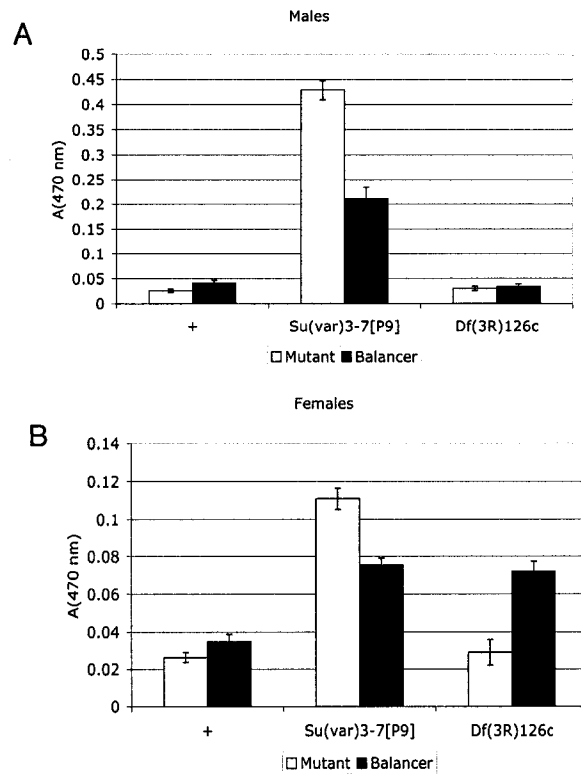 Males
A
0.5
0.45
0.4
0.35
0.3
0.25
0.2
0.15
0.1
0.05
0
A(470 nm)
+ Su(var)3-7[P9] Df(3R)126c
Mutant Balancer
Females
B
0.14
0.12
0.1
0.08
0.06
0.04
0.02
0
A(470 nm)
+ Su(var)3-7[P9] Df(3R)126c
Mutant Balancer